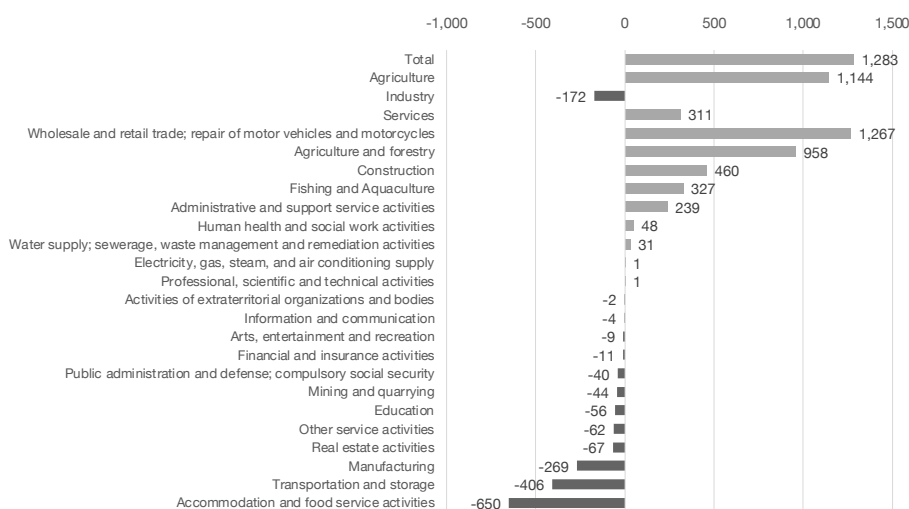 -1,000 -500 0 500 1,000 1,500
Total 1,283
Agriculture 1,144
Industry -172
Services 311
Wholesale and retail trade; repair of motor vehicles and motorcycles 1,267
Agriculture and forestry 958
Construction 460
Fishing and Aquaculture 327
Administrative and support service activities 239
Human health and social work activities 48
Water supply; sewerage, waste management and remediation activities 31
Electricity, gas, steam, and air conditioning supply 1
Professional, scientific and technical activities 1
Activities of extraterritorial organizations and bodies -2
Information and communication -4
Arts, entertainment and recreation -9
Financial and insurance activities -11
Public administration and defense; compulsory social security -40
Mining and quarrying -44
Education -56
Other service activities -62
Real estate activities -67
Manufacturing -269
Transportation and storage -406
Accommodation and food service activities -650